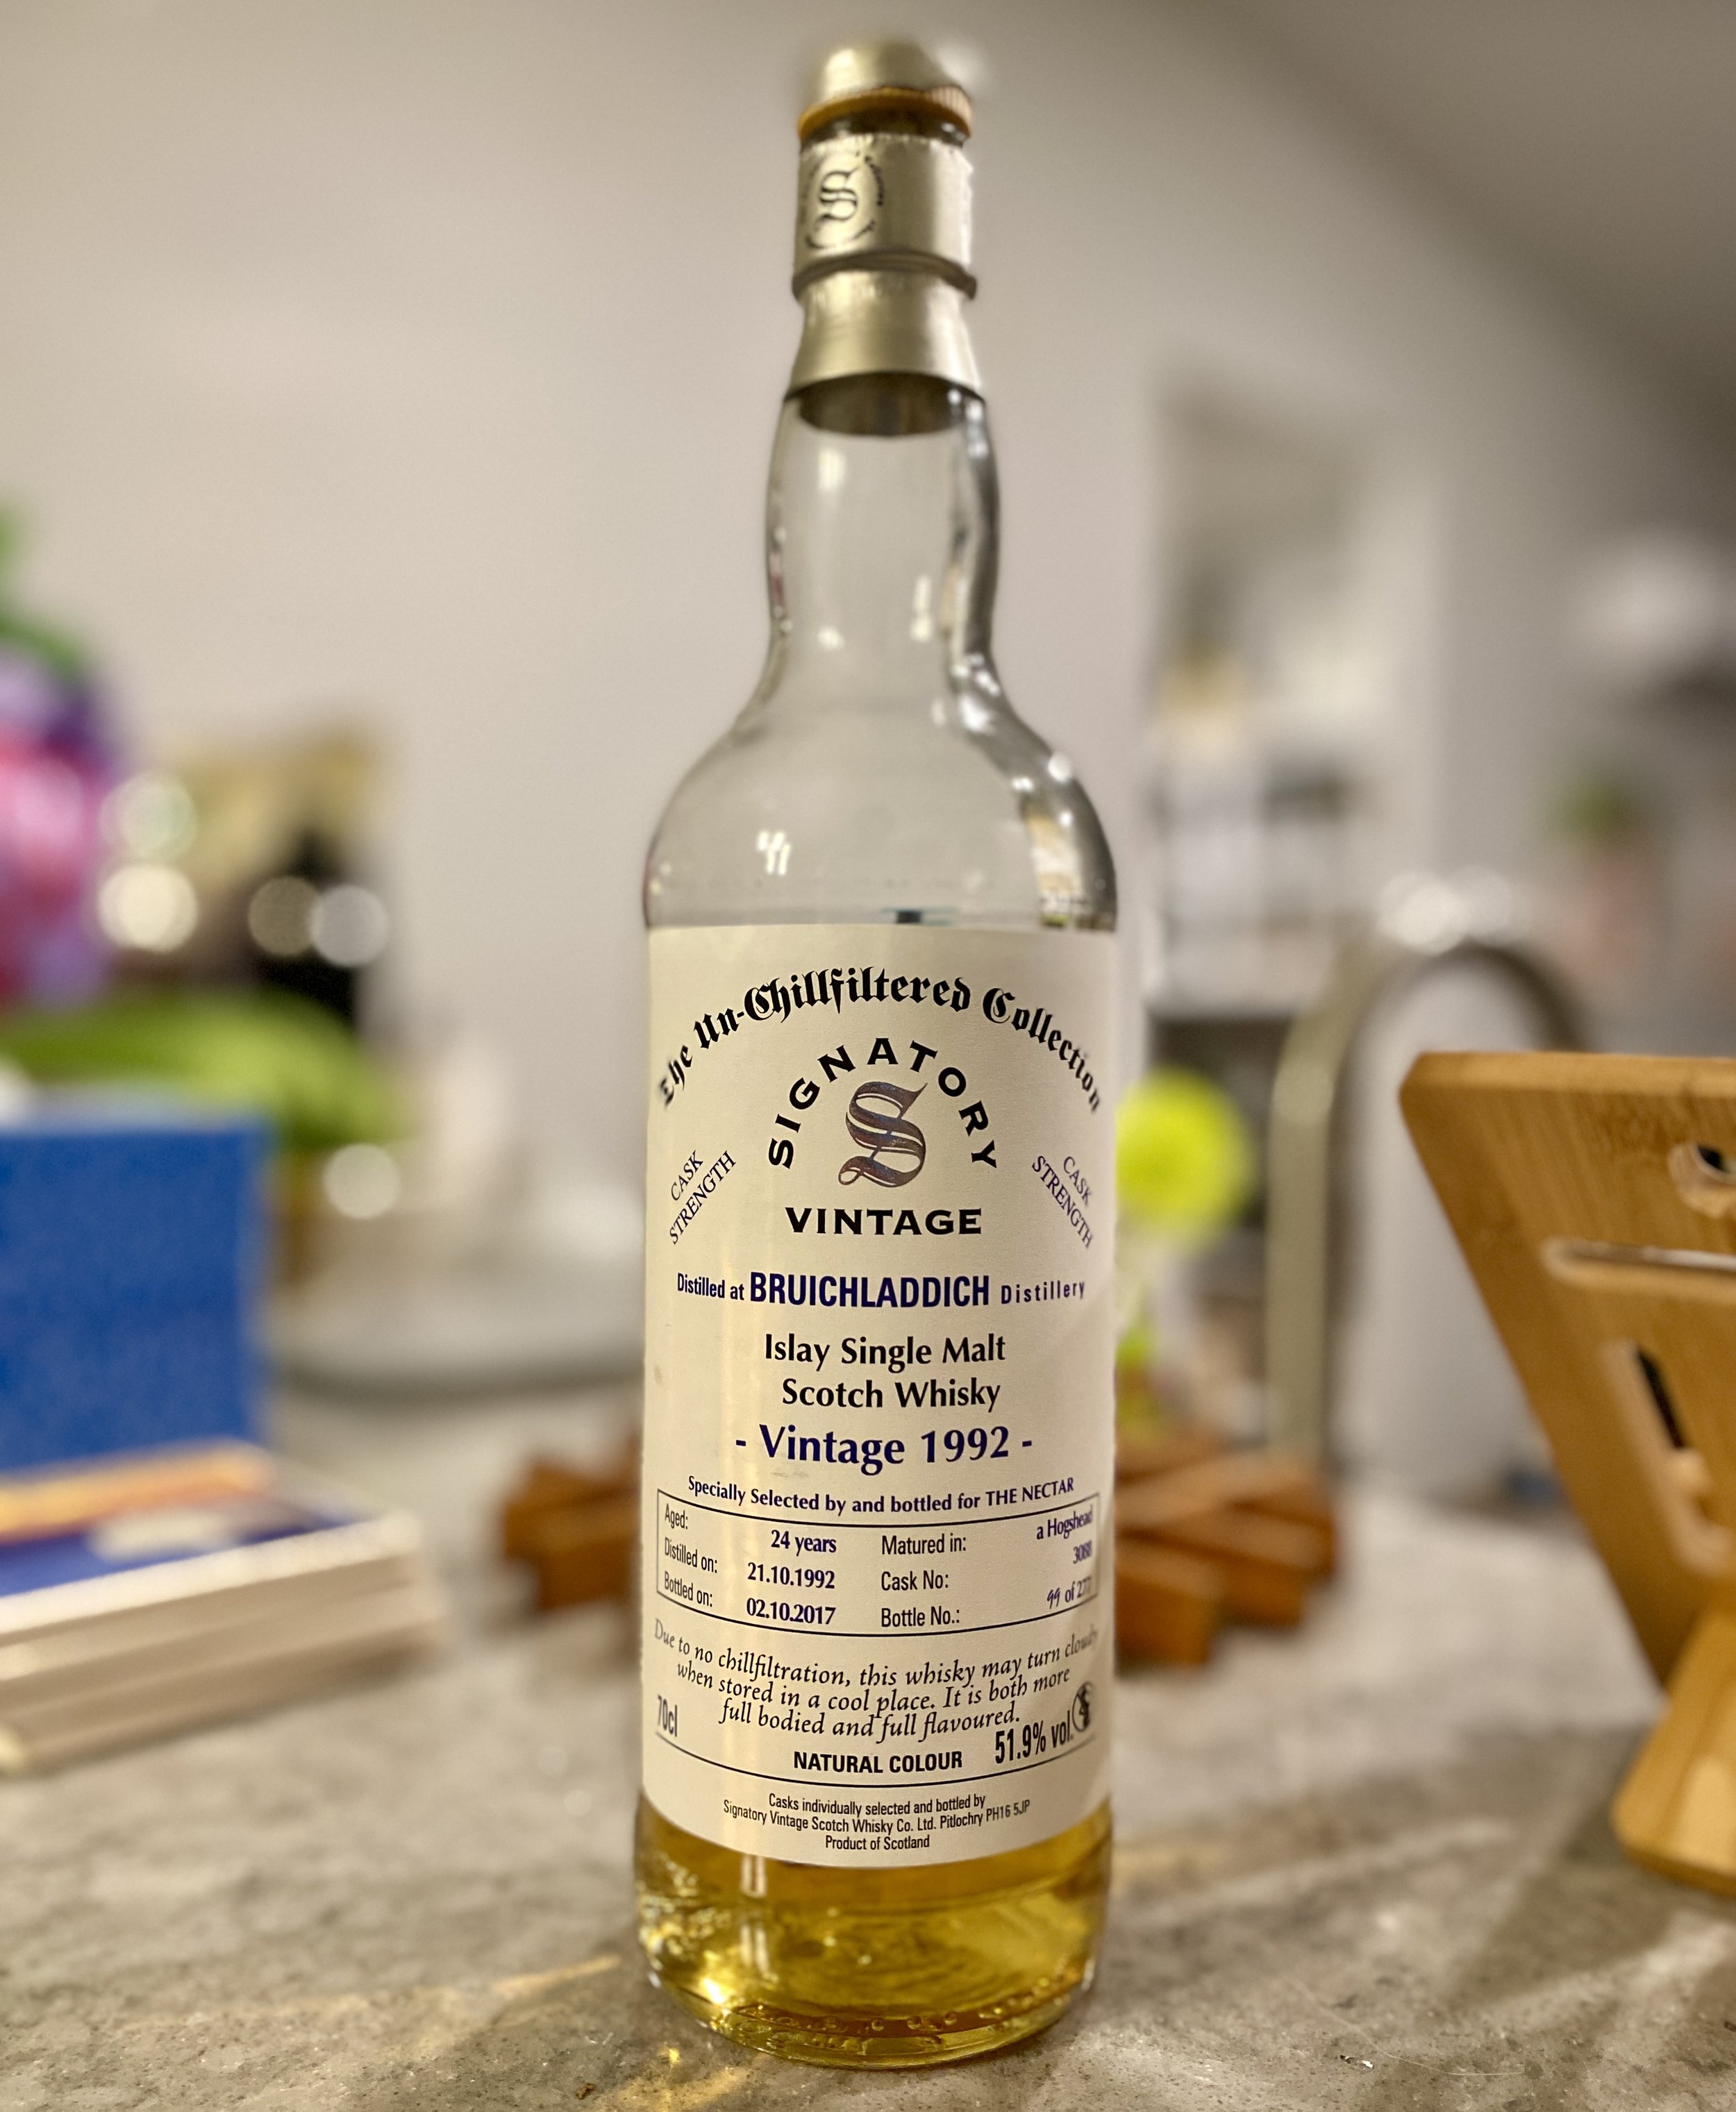 S
The Un-Chillfiltered Collection
SIGNATORY
S
VINTAGE
CASK
STRENGTH
CASK
STRENGTH
Distilled at BRUICHLADDICH Distillery
Islay Single Malt
Scotch Whisky
- Vintage 1992 -
Specially Selected by and bottled for THE NECTAR
Aged: 24 years Matured in: a Hogshead
Distilled on: 21.10.1992 Cask No:
Bottled on: 02.10.2017 Bottle No.: 99 of
Due to no chillfiltration, this whisky may turn cloudy
when stored in a cool place. It is both more
full bodied and full flavoured.
70cl
NATURAL COLOUR
51.9% vol.
Casks individually selected and bottled by
Signatory Vintage Scotch Whisky Co. Ltd. Pitlochry PH16 5JP
Product of Scotland